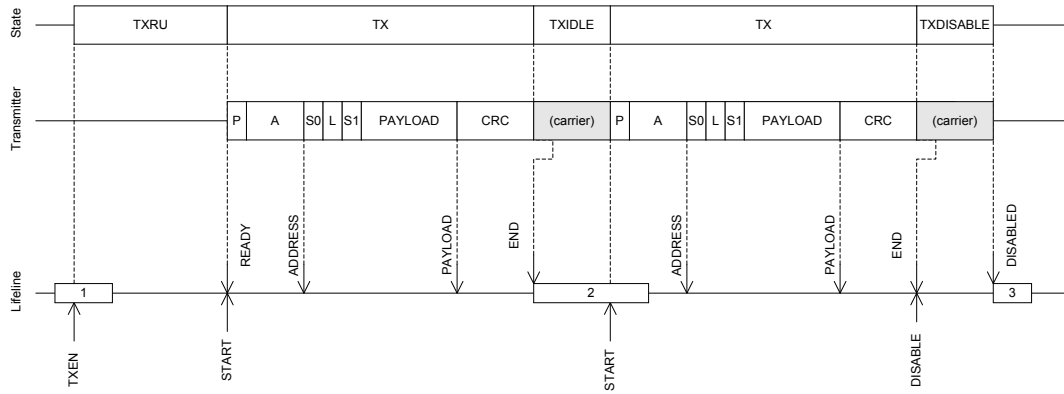 State
TXRU
TX
TXIDLE
TX
TXDISABLE
Transmitter
P
A
S0
L
S1
PAYLOAD
CRC
(carrier)
P
A
S0
L
S1
PAYLOAD
CRC
(carrier)
READY
ADDRESS
PAYLOAD
END
ADDRESS
PAYLOAD
END
DISABLED
Lifeline
1
2
3
TXEN
START
START
DISABLE